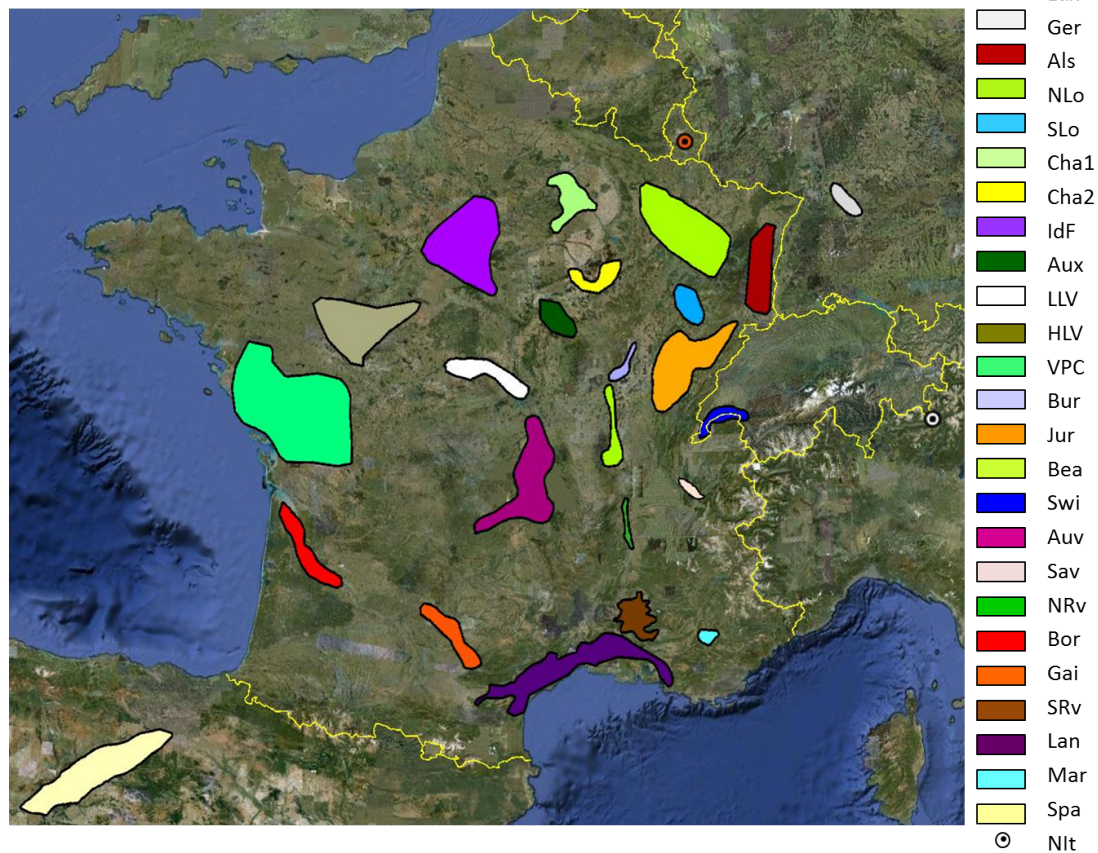 Ger
Als
NLo
SLo
Cha1
Cha2
IdF
Aux
LLV
HLV
VPC
Bur
Jur
Bea
Swi
Auv
Sav
NRv
Bor
Gai
SRv
Lan
Mar
Spa
NIt